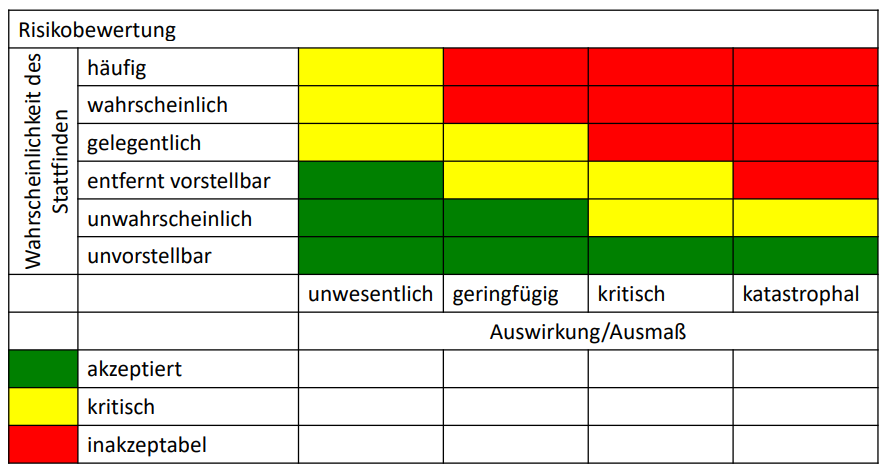 Risikobewertung
Wahrscheinlichkeit des
Stattfinden
häufig
wahrscheinlich
gelegentlich
entfernt vorstellbar
unwahrscheinlich
unvorstellbar
unwesentlich geringfügig kritisch katastrophal
Auswirkung/Ausmaß
akzeptiert
kritisch
inakzeptabel